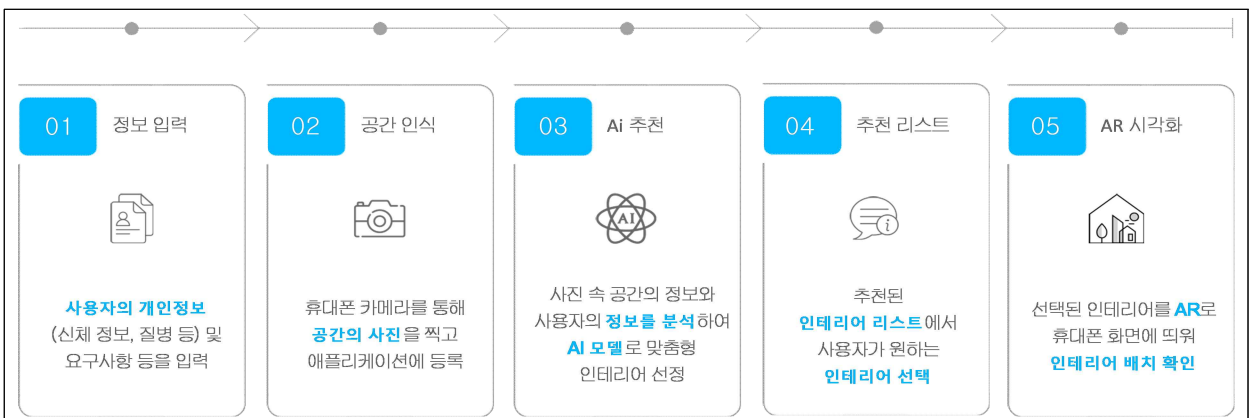 01 정보 입력
사용자의 개인정보
(신체 정보, 질병 등) 및
요구사항 등을 입력
02 공간 인식
휴대폰 카메라를 통해
공간의 사진을 찍고
애플리케이션에 등록
03 Ai 추천
AI
사진 속 공간의 정보와
사용자의 정보를 분석하여
AI 모델로 맞춤형
인테리어 선정
04 추천 리스트
추천된
인테리어 리스트에서
사용자가 원하는
인테리어 선택
05 AR 시각화
선택된 인테리어를 AR로
휴대폰 화면에 띄워
인테리어 배치 확인